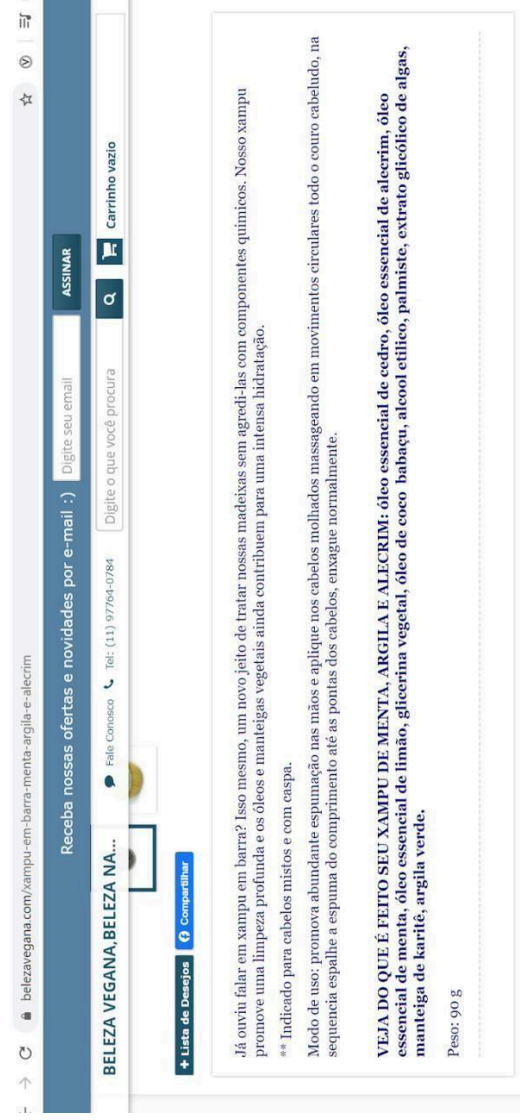 belezavegana.com/xampu-em-barra-menta-argila-e-alecrim
Receba nossas ofertas e novidades por e-mail :)
Digite seu email
ASSINAR
BELEZA VEGANA,BELEZA NA...
Fale Conosco
Tel: (11) 97764-0784
Digite o que você procura
Carrinho vazio
+ Lista de Desejos
Compartilhar
Já ouviu falar em xampu em barra? Isso mesmo, um novo jeito de tratar nossas madeixas sem agredi-las com componentes quimicos. Nosso xampu
promove uma limpeza profunda e os óleos e manteigas vegetais ainda contribuem para uma intensa hidratação.
** Indicado para cabelos mistos e com caspa.
Modo de uso: promova abundante espumação nas mãos e aplique nos cabelos molhados massageando em movimentos circulares todo o couro cabeludo, na
sequencia espalhe a espuma do comprimento até as pontas dos cabelos, enxague normalmente.
VEJA DO QUE É FEITO SEU XAMPU DE MENTA, ARGILA E ALECRIM: óleo essencial de cedro, óleo essencial de alecrim, óleo
essencial de menta, óleo essencial de limão, glicerina vegetal, óleo de coco babaçu, alcool etilico, palmiste, extrato glicólico de algas,
manteiga de karitê, argila verde.
Peso: 90 g